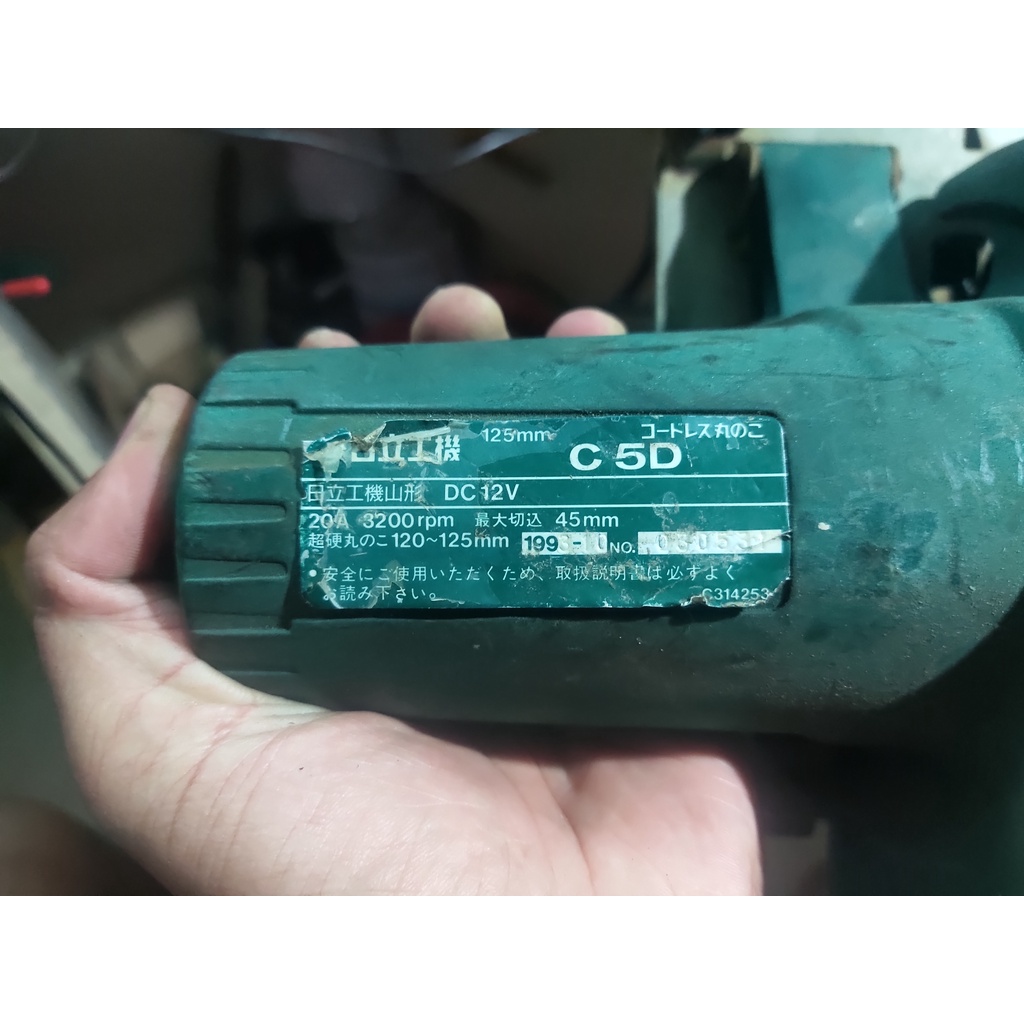 日立工機 125mm コードレス丸のこ
C 5D
日立工機山形 DC 12V
20A 3200rpm 最大切込 45mm
超硬丸のこ 120~125mm NO.
•安全にご使用いただくため、取扱説明書は必ずよく
お読み下さい。 C314253